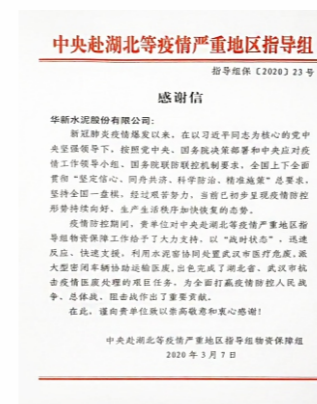 中央赴湖北等疫情严重地区指导组
指导组保〔2020〕23号
感谢信
华新水泥股份有限公司：
新冠肺炎疫情爆发以来，在以习近平同志为核心的党中
央坚强领导下，按照党中央、国务院决策部署和中央应对疫
情工作领导小组、国务院联防联控机制要求，全国上下全面
贯彻“坚定信心、同舟共济、科学防治、精准施策”总要求，
坚持全国一盘棋，经过艰苦努力，当前已初步呈现疫情防控
形势持续向好、生产生活秩序加快恢复的态势。
疫情防控期间，贵单位对中央赴湖北等疫情严重地区指
导组物资保障工作给予了大力支持，以“战时状态”，迅速
反应、快速支援，利用水泥窑协同处置武汉市医疗危废，派
大型密闭车辆协助运输医废，出色完成了湖北省、武汉市抗
击疫情医废处理的艰巨任务，为全面打赢疫情防控人民战
争、总体战、阻击战作出了重要贡献。
在此，谨向贵单位致以崇高敬意和衷心感谢！
中央赴湖北等疫情严重地区指导组物资保障组
2020年3月7日